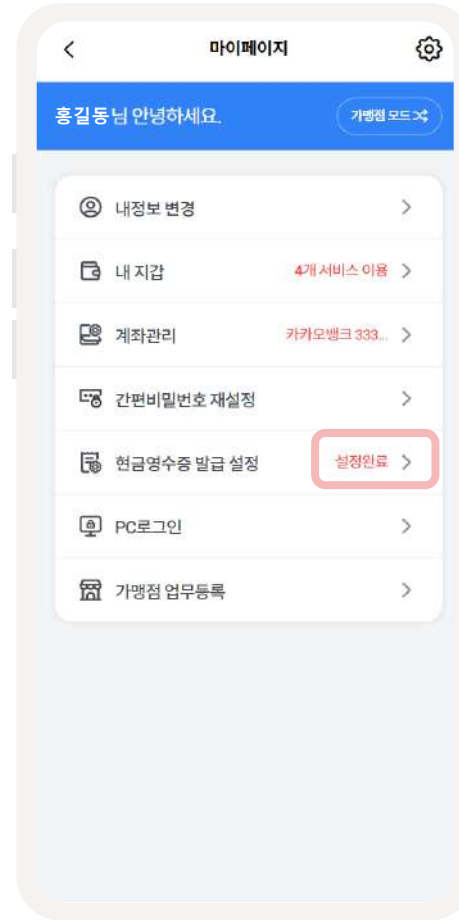 마이페이지
홍길동 님 안녕하세요.
가맹점 모드
내정보 변경
내 지갑 4개 서비스 이용
계좌관리 카카모뱅크 333...
간편비밀번호 재설정
현금영수증 발급 설정 설정완료
PC로그인
가맹점 업무등록